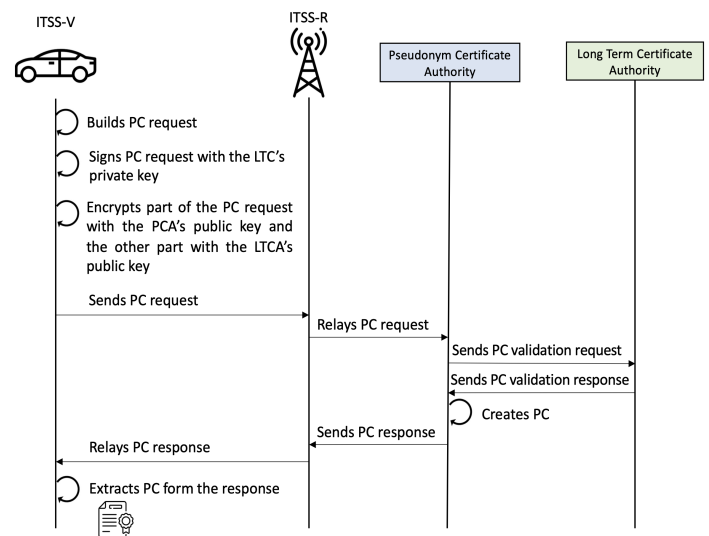 ITSS-V
ITSS-R
Pseudonym Certificate
Authority
Long Term Certificate
Authority
Builds PC request
Signs PC request with the LTC's
private key
Encrypts part of the PC request
with the PCA's public key and
the other part with the LTCA's
public key
Sends PC request
Relays PC request
Sends PC validation request
Sends PC validation response
Creates PC
Sends PC response
Relays PC response
Extracts PC form the response